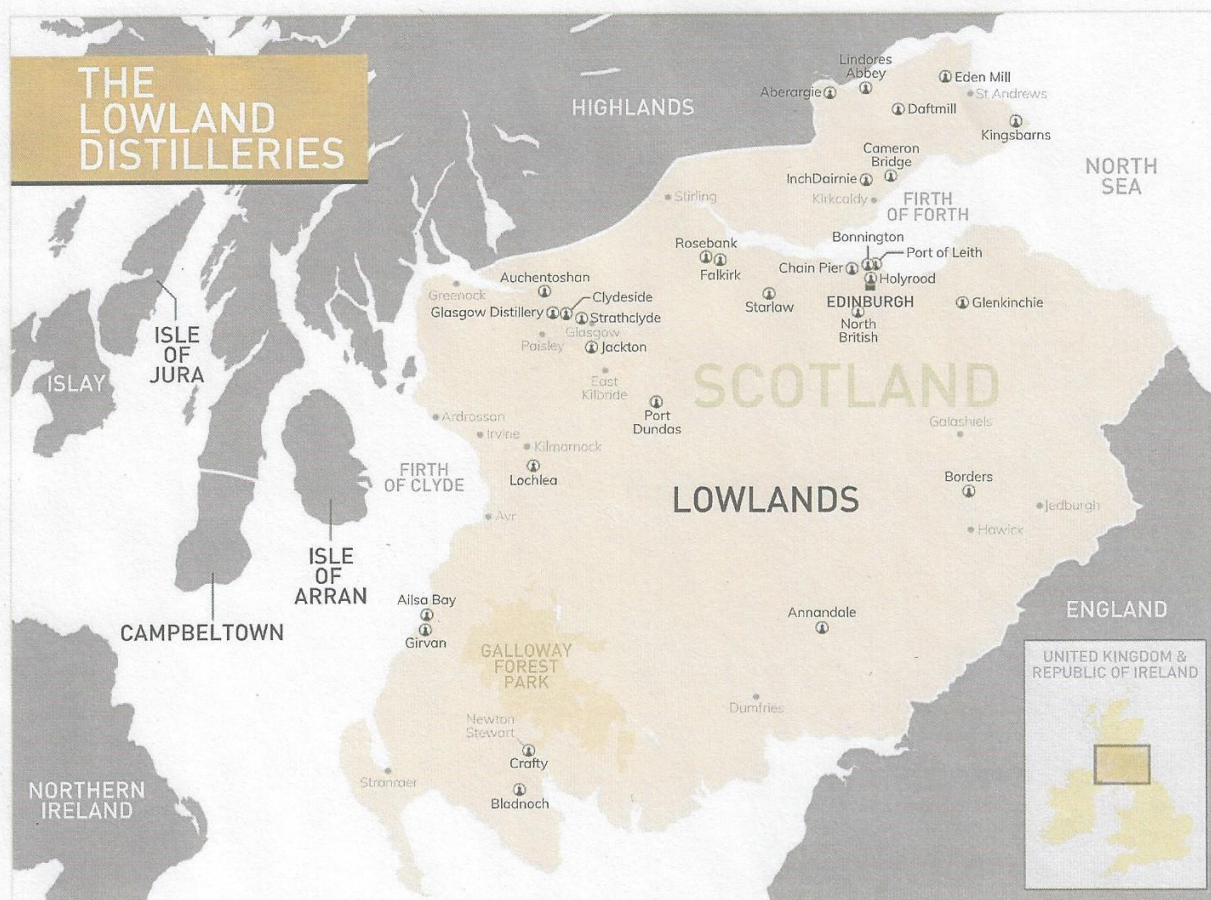 THE
LOWLAND
DISTILLERIES
HIGHLANDS
Lindores
Abbey
Aberargie
Eden Mill
St Andrews
Daftmill
Kingsbarns
Cameron
Bridge
InchDairnie
Kirkcaldy
FIRTH
OF FORTH
NORTH
SEA
Stirling
Rosebank
Falkirk
Bonnington
Port of Leith
Chain Pier
Holyrood
EDINBURGH
North
British
Starlaw
Glenkinchie
Auchentoshan
Greenock
Clydeside
Glasgow Distillery
Strathclyde
Glasgow
Paisley
Jackton
East
Kilbride
Port
Dundas
SCOTLAND
ISLE
OF
JURA
ISLAY
Ardrossan
Irvine
Kilmarnock
Lochlea
FIRTH
OF CLYDE
Ayr
LOWLANDS
Galashiels
Borders
Jedburgh
Hawick
ISLE
OF
ARRAN
CAMPBELTOWN
Ailsa Bay
Girvan
GALLOWAY
FOREST
PARK
Annandale
Dumfries
Newton
Stewart
Crafty
Bladnoch
Stranraer
NORTHERN
IRELAND
ENGLAND
UNITED KINGDOM &
REPUBLIC OF IRELAND